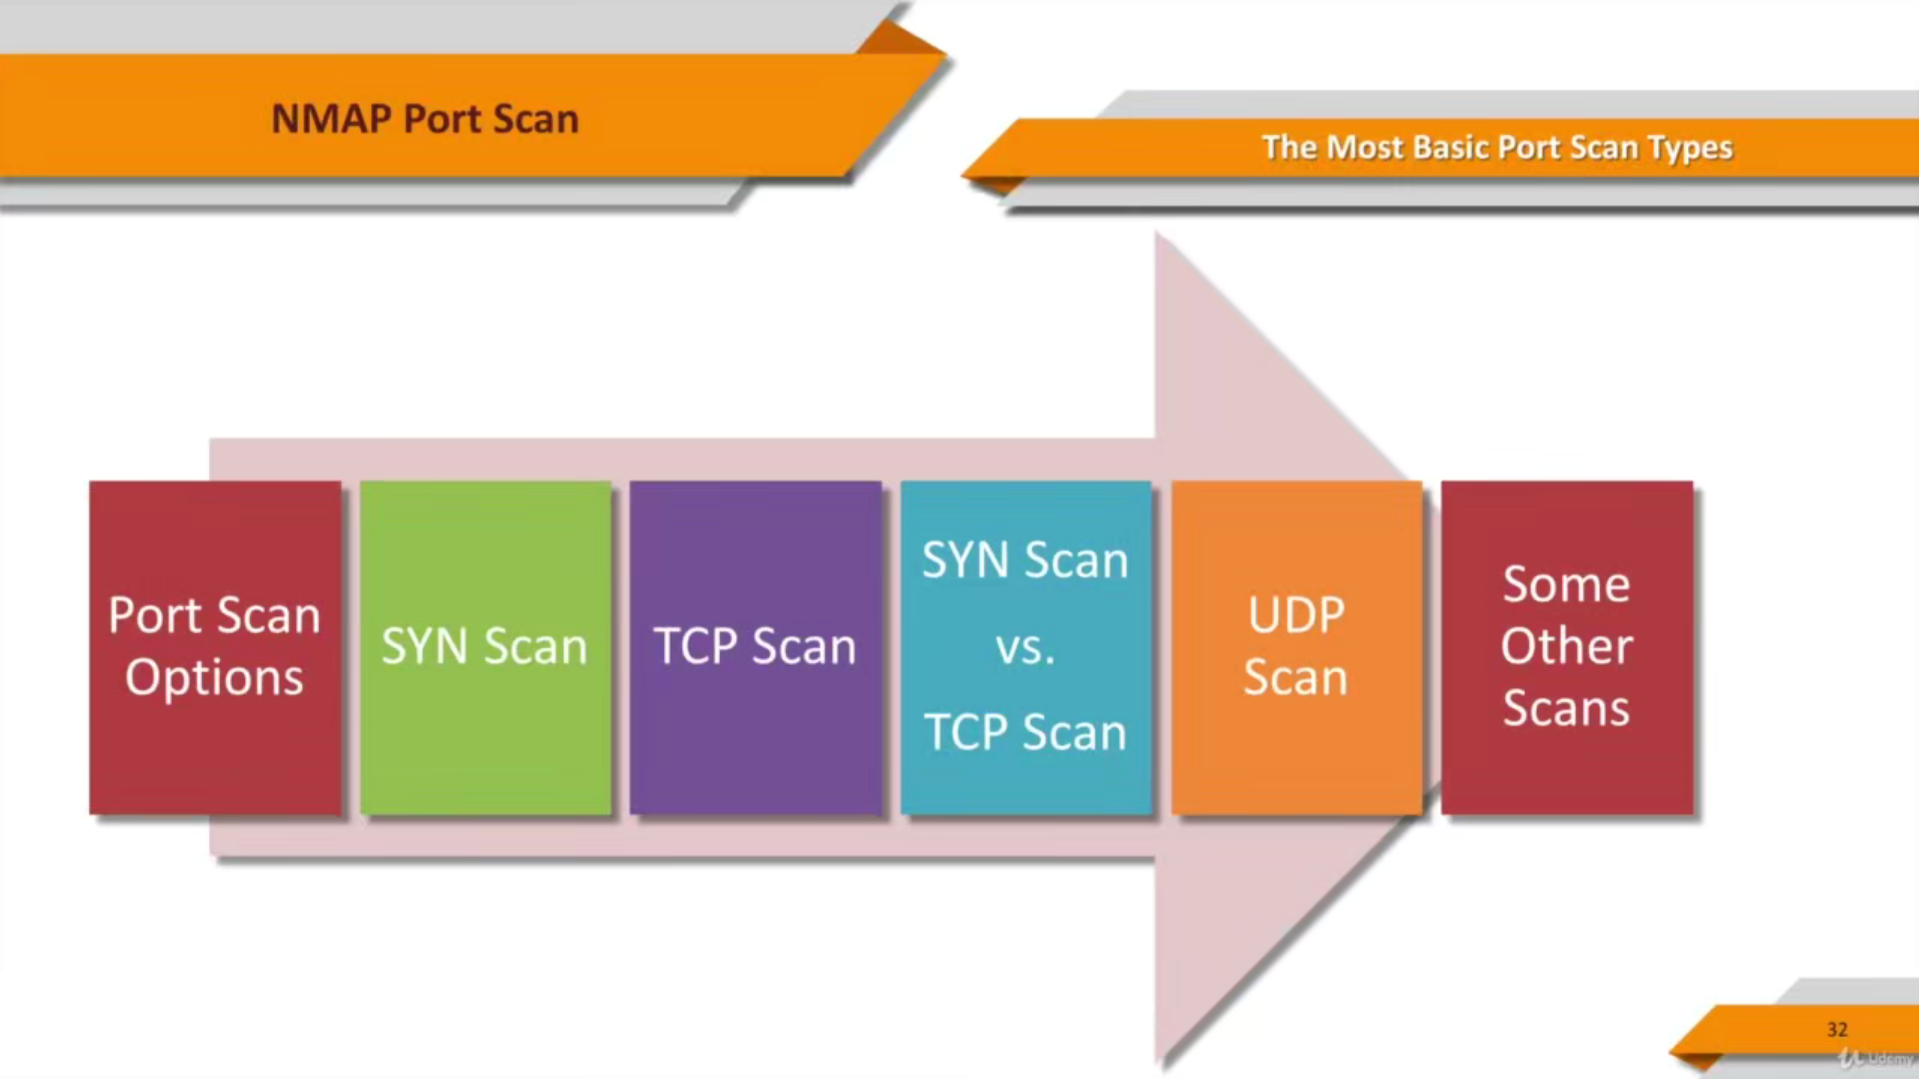 NMAP Port Scan
The Most Basic Port Scan Types
Port Scan
Options
SYN Scan
TCP Scan
SYN Scan
vs.
TCP Scan
UDP
Scan
Some
Other
Scans
32
Udemy